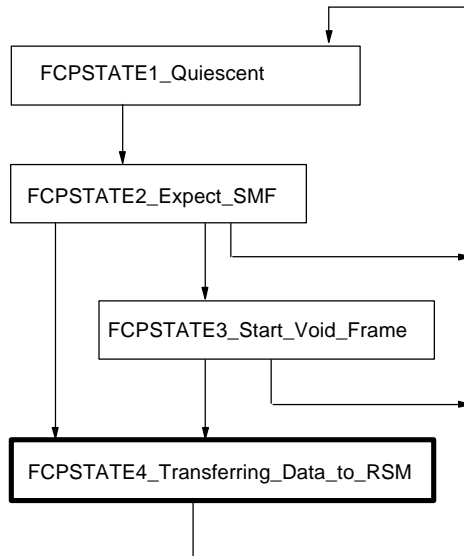 FCPSTATE1_Quiescent
FCPSTATE2_Expect_SMF
FCPSTATE3_Start_Void_Frame
FCPSTATE4_Transferring_Data_to_RSM